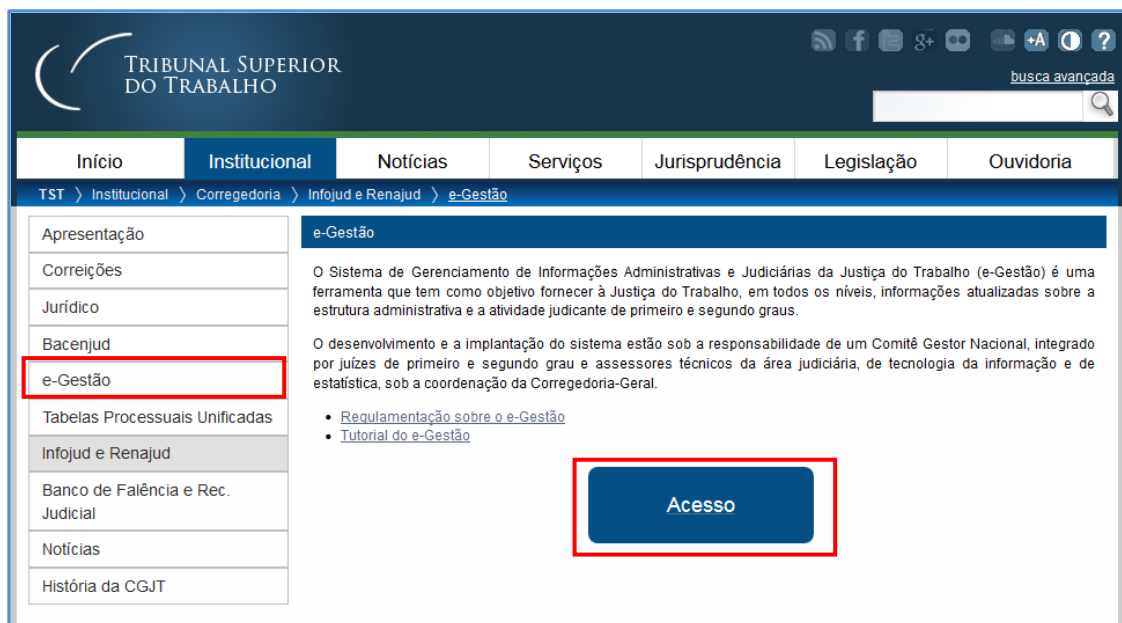 TRIBUNAL SUPERIOR
DO TRABALHO
g+
+A
?
busca avançada
Início Institucional Notícias Serviços Jurisprudência Legislação Ouvidoria
TST 〉 Institucional 〉 Corregedoria 〉 Infojud e Renajud 〉 e-Gestão
Apresentação
Correições
Jurídico
Bacenjud
e-Gestão
Tabelas Processuais Unificadas
Infojud e Renajud
Banco de Falência e Rec.
Judicial
Notícias
História da CGJT
e-Gestão
O Sistema de Gerenciamento de Informações Administrativas e Judiciárias da Justiça do Trabalho (e-Gestão) é uma
ferramenta que tem como objetivo fornecer à Justiça do Trabalho, em todos os níveis, informações atualizadas sobre a
estrutura administrativa e a atividade judicante de primeiro e segundo graus.
O desenvolvimento e a implantação do sistema estão sob a responsabilidade de um Comitê Gestor Nacional, integrado
por juízes de primeiro e segundo grau e assessores técnicos da área judiciária, de tecnologia da informação e de
estatística, sob a coordenação da Corregedoria-Geral.
• Regulamentação sobre o e-Gestão
• Tutorial do e-Gestão
Acesso